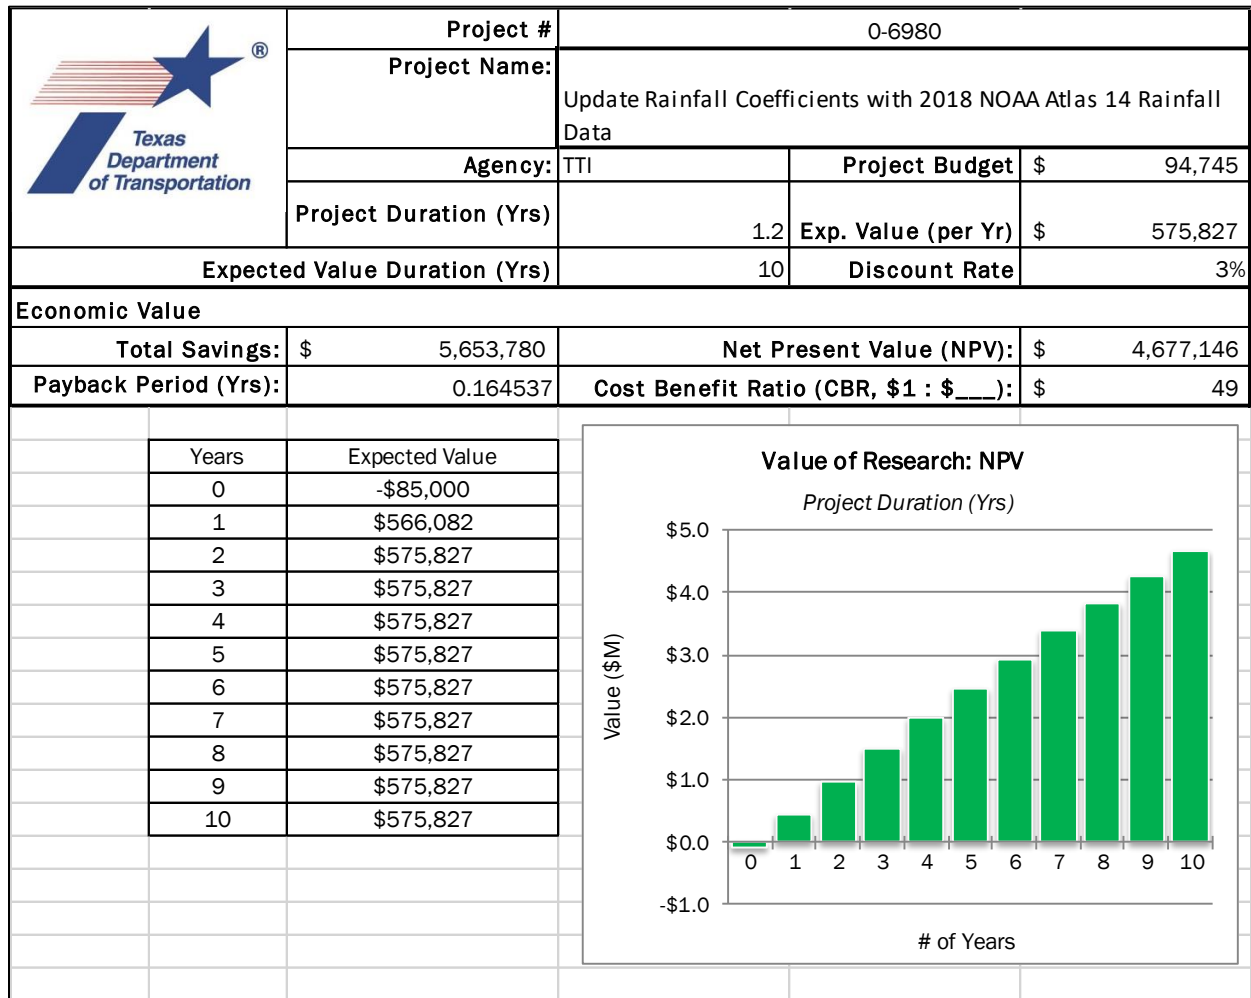 ®
Texas
Department
of Transportation
Project # 0-6980
Project Name:
Update Rainfall Coefficients with 2018 NOAA Atlas 14 Rainfall
Data
Agency: TTI Project Budget $ 94,745
Project Duration (Yrs) 1.2 Exp. Value (per Yr) $ 575,827
Expected Value Duration (Yrs) 10 Discount Rate 3%
Economic Value
Total Savings: $ 5,653,780 Net Present Value (NPV): $ 4,677,146
Payback Period (Yrs): 0.164537 Cost Benefit Ratio (CBR, $1 : $___): $ 49
Years Expected Value
0 -$85,000
1 $566,082
2 $575,827
3 $575,827
4 $575,827
5 $575,827
6 $575,827
7 $575,827
8 $575,827
9 $575,827
10 $575,827
Value of Research: NPV
Project Duration (Yrs)
Value ($M)
$5.0
$4.0
$3.0
$2.0
$1.0
$0.0
-$1.0
0 1 2 3 4 5 6 7 8 9 10
# of Years